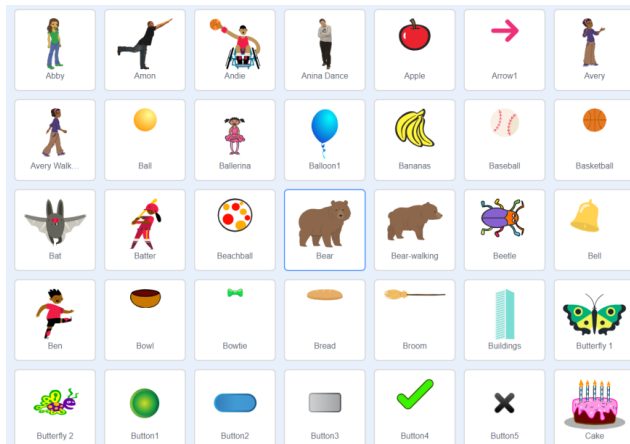 Abby
Amon
Andie
Anina Dance
Apple
Arrow1
Avery
Avery Walk...
Ball
Ballerina
Balloon1
Bananas
Baseball
Basketball
Bat
Batter
Beachball
Bear
Bear-walking
Beetle
Bell
Ben
Bowl
Bowtie
Bread
Broom
Buildings
Butterfly 1
Butterfly 2
Button1
Button2
Button3
Button4
Button5
Cake